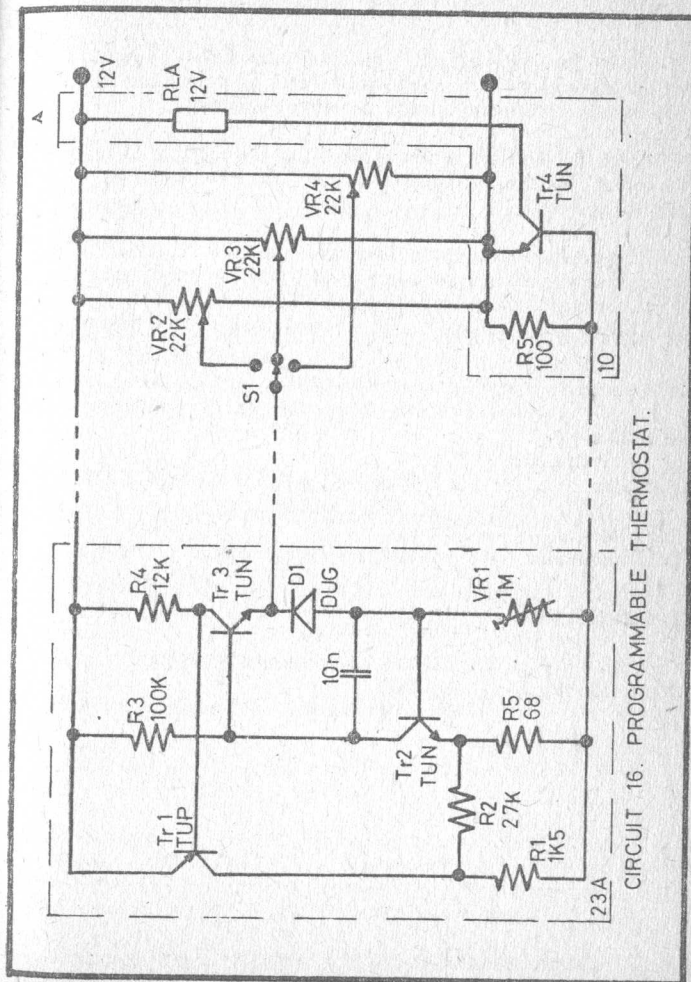 R3
100K
R4
12K
Tr1
TUP
Tr 3
TUN
D1
DUG
10n
Tr2
TUN
R2
27K
R1
1K5
R5
68
VR1
1M
23A
S1
VR2
22K
VR3
22K
VR4
22K
A
12V
RLA
12V
Tr4
TUN
R5
100
10
CIRCUIT 16. PROGRAMMABLE THERMOSTAT.